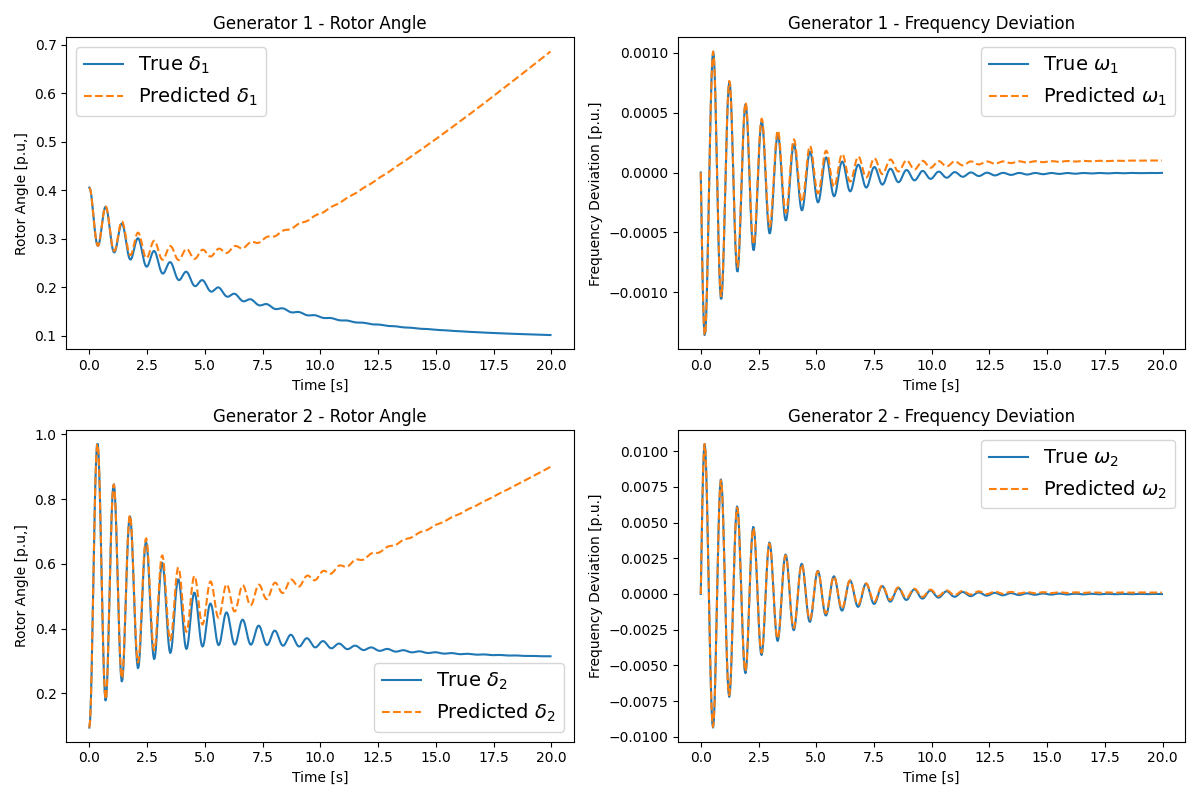 Generator 1 - Rotor Angle
Rotor Angle [p.u,]
0.7
0.6
0.5
0.4
0.3
0.2
0.1
True δ₁
Predicted δ₁
0.0 2.5 5.0 7.5 10.0 12.5 15.0 17.5 20.0
Time [s]
Generator 1 - Frequency Deviation
Frequency Deviation [p.u.]
0.0010
0.0005
0.0000
−0.0005
−0.0010
True ω₁
Predicted ω₁
0.0 2.5 5.0 7.5 10.0 12.5 15.0 17.5 20.0
Time [s]
Generator 2 - Rotor Angle
Rotor Angle [p.u,]
1.0
0.8
0.6
0.4
0.2
True δ₂
Predicted δ₂
0.0 2.5 5.0 7.5 10.0 12.5 15.0 17.5 20.0
Time [s]
Generator 2 - Frequency Deviation
Frequency Deviation [p.u.]
0.0100
0.0075
0.0050
0.0025
0.0000
−0.0025
−0.0050
−0.0075
−0.0100
True ω₂
Predicted ω₂
0.0 2.5 5.0 7.5 10.0 12.5 15.0 17.5 20.0
Time [s]